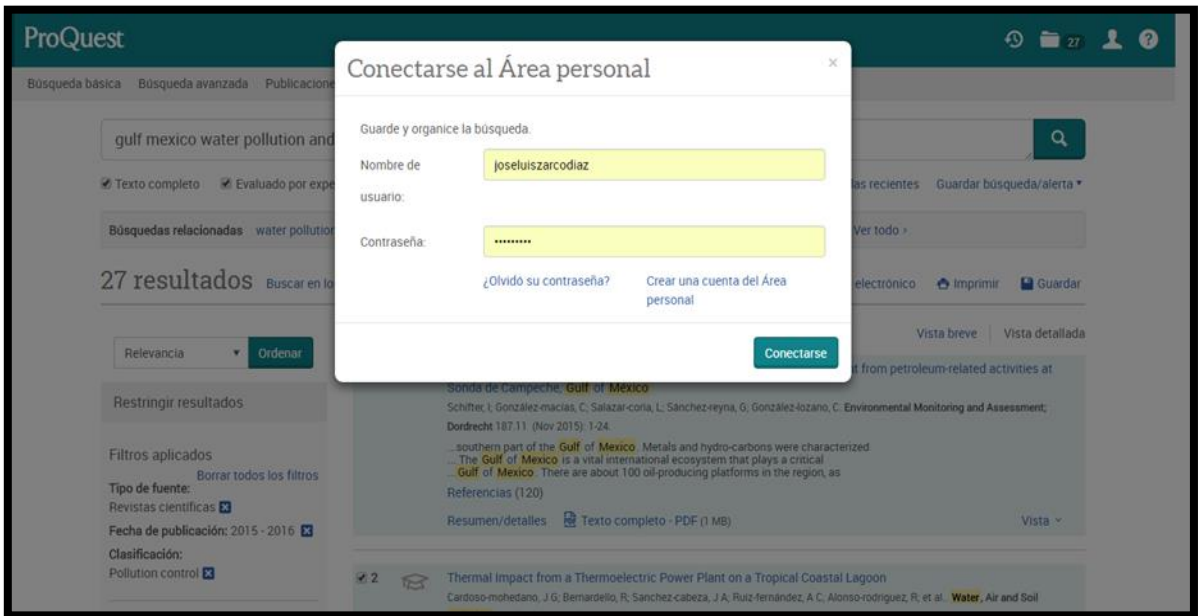 ProQuest
27
Búsqueda básica Búsqueda avanzada Publicacione
Conectarse al Área personal
×
gulf mexico water pollution and
Guarde y organice la búsqueda.
Nombre de usuario:
joseluiszarcodiaz
Contraseña:
•••••••••
¿Olvidó su contraseña?
Crear una cuenta del Área personal
Conectarse
Texto completo Evaluado por expe
las recientes Guardar búsqueda/alerta
Búsquedas relacionadas water pollution
Ver todo ›
27 resultados Buscar en lo
electrónico Imprimir Guardar
Vista breve | Vista detallada
Relevancia Ordenar
Restringir resultados
Filtros aplicados
Borrar todos los filtros
Tipo de fuente:
Revistas científicas
Fecha de publicación: 2015 - 2016
Clasificación:
Pollution control
from petroleum-related activities at
Sonda de Campeche, Gulf of Mexico
Schifter, I; González-macías, C; Salazar-coria, L; Sánchez-reyna, G; González-lozano, C. Environmental Monitoring and Assessment;
Dordrecht 187.11 (Nov 2015): 1-24.
...southern part of the Gulf of Mexico. Metals and hydro-carbons were characterized
...The Gulf of Mexico is a vital international ecosystem that plays a critical
...Gulf of Mexico. There are about 100 oil-producing platforms in the region, as
Referencias (120)
Resumen/detalles Texto completo - PDF (1 MB) Vista
2 Thermal Impact from a Thermoelectric Power Plant on a Tropical Coastal Lagoon
Cardoso-mohedano, J G; Bernardello, R; Sanchez-cabeza, J A; Ruiz-fernández, A C; Alonso-rodriguez, R; et al. Water, Air and Soil